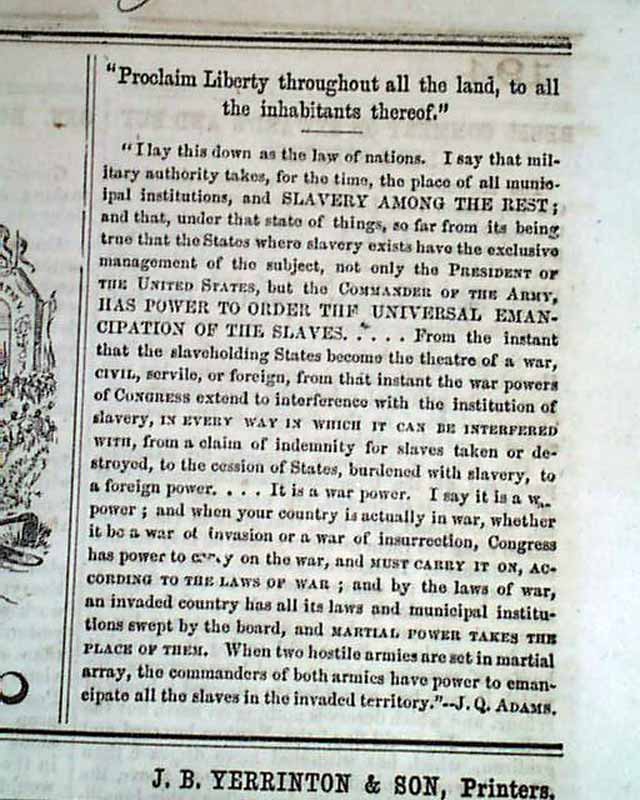 "Proclaim Liberty throughout all the land, to all
the inhabitants thereof."
"I lay this down as the law of nations. I say that mil-
itary authority takes, for the time, the place of all munic-
ipal institutions, and SLAVERY AMONG THE REST;
and that, under that state of things, so far from its being
true that the States where slavery exists have the exclusive
management of the subject, not only the PRESIDENT OF
THE UNITED STATES, but the COMMANDER OF THE ARMY,
HAS POWER TO ORDER THE UNIVERSAL EMAN-
CIPATION OF THE SLAVES. . . . . From the instant
that the slaveholding States become the theatre of a war,
CIVIL, servile, or foreign, from that instant the war powers
of CONGRESS extend to interference with the institution of
slavery, IN EVERY WAY IN WHICH IT CAN BE INTERFERED
WITH, from a claim of indemnity for slaves taken or de-
stroyed, to the cession of States, burdened with slavery, to
a foreign power. . . . It is a war power. I say it is a
power; and when your country is actually in war, whether
it be a war of invasion or a war of insurrection, Congress
has power to on the war, and MUST CARRY IT ON, AC-
CORDING TO THE LAWS OF WAR; and by the laws of war,
an invaded country has all its laws and municipal institu-
tions swept by the board, and MARTIAL POWER TAKES THE
PLACE OF THEM. When two hostile armies are set in martial
array, the commanders of both armies have power to eman-
cipate all the slaves in the invaded territory."--J. Q. ADAMS.
J. B. YERRINTON & SON, Printers.